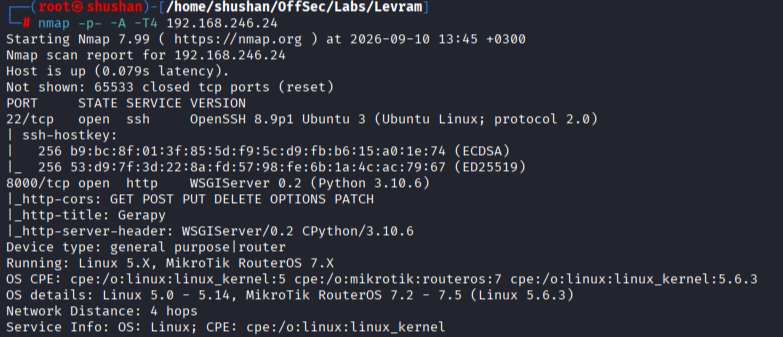 ┌──(root㉿shushan)-[/home/shushan/OffSec/Labs/Levram]
└─# nmap -p- -A -T4 192.168.246.24
Starting Nmap 7.99 ( https://nmap.org ) at 2026-09-10 13:45 +0300
Nmap scan report for 192.168.246.24
Host is up (0.079s latency).
Not shown: 65533 closed tcp ports (reset)
PORT     STATE SERVICE VERSION
22/tcp   open  ssh     OpenSSH 8.9p1 Ubuntu 3 (Ubuntu Linux; protocol 2.0)
| ssh-hostkey:
|   256 b9:bc:8f:01:3f:85:5d:f9:5c:d9:fb:b6:15:a0:1e:74 (ECDSA)
|_  256 53:d9:7f:3d:22:8a:fd:57:98:fe:6b:1a:4c:ac:79:67 (ED25519)
8000/tcp open  http    WSGIServer 0.2 (Python 3.10.6)
|_http-cors: GET POST PUT DELETE OPTIONS PATCH
|_http-title: Gerapy
|_http-server-header: WSGIServer/0.2 CPython/3.10.6
Device type: general purpose|router
Running: Linux 5.X, MikroTik RouterOS 7.X
OS CPE: cpe:/o:linux:linux_kernel:5 cpe:/o:mikrotik:routeros:7 cpe:/o:linux:linux_kernel:5.6.3
OS details: Linux 5.0 - 5.14, MikroTik RouterOS 7.2 - 7.5 (Linux 5.6.3)
Network Distance: 4 hops
Service Info: OS: Linux; CPE: cpe:/o:linux:linux_kernel